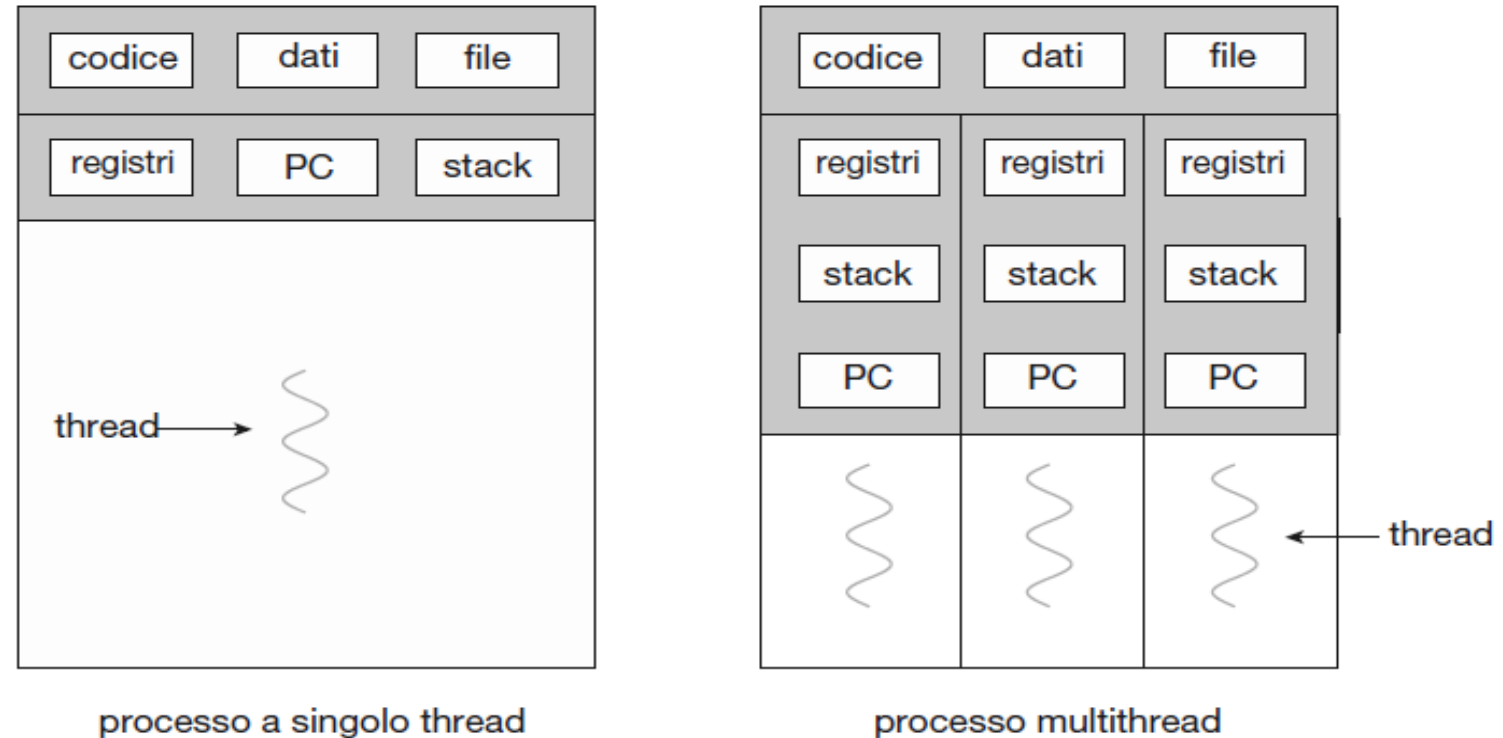 codice dati file
registri PC stack
thread
processo a singolo thread
codice dati file
registri registri registri
stack stack stack
PC PC PC
thread
processo multithread